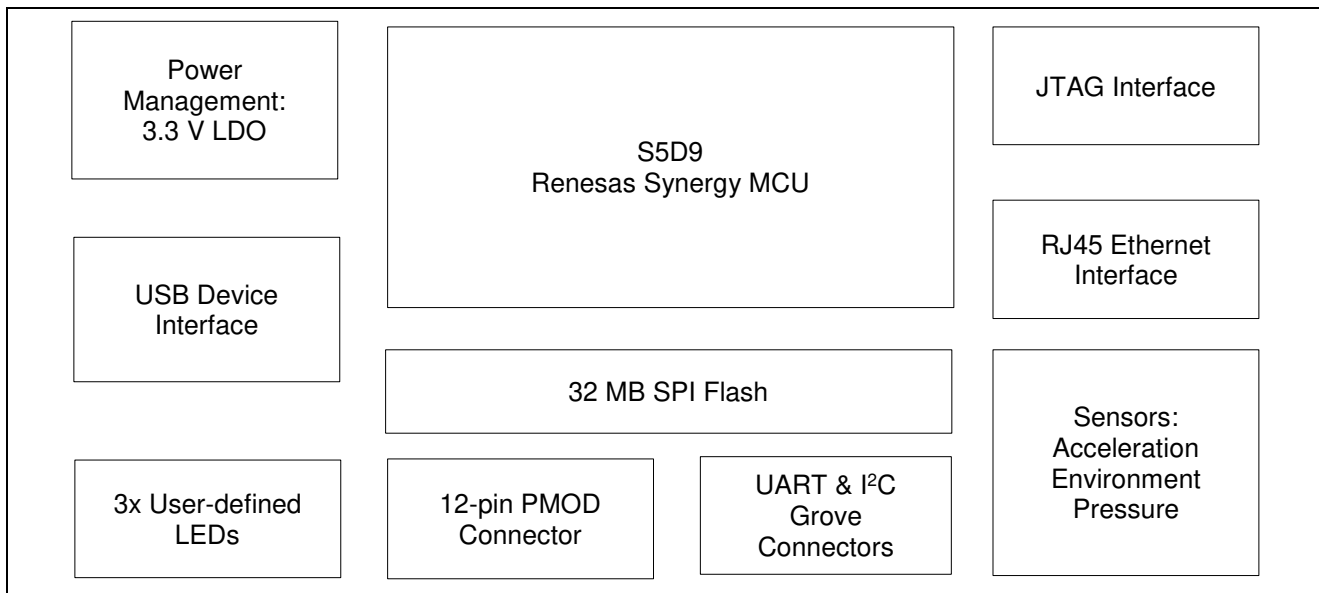 Power
Management:
3.3 V LDO
S5D9
Renesas Synergy MCU
JTAG Interface
USB Device
Interface
RJ45 Ethernet
Interface
32 MB SPI Flash
Sensors:
Acceleration
Environment
Pressure
3x User-defined
LEDs
12-pin PMOD
Connector
UART & I²C
Grove
Connectors